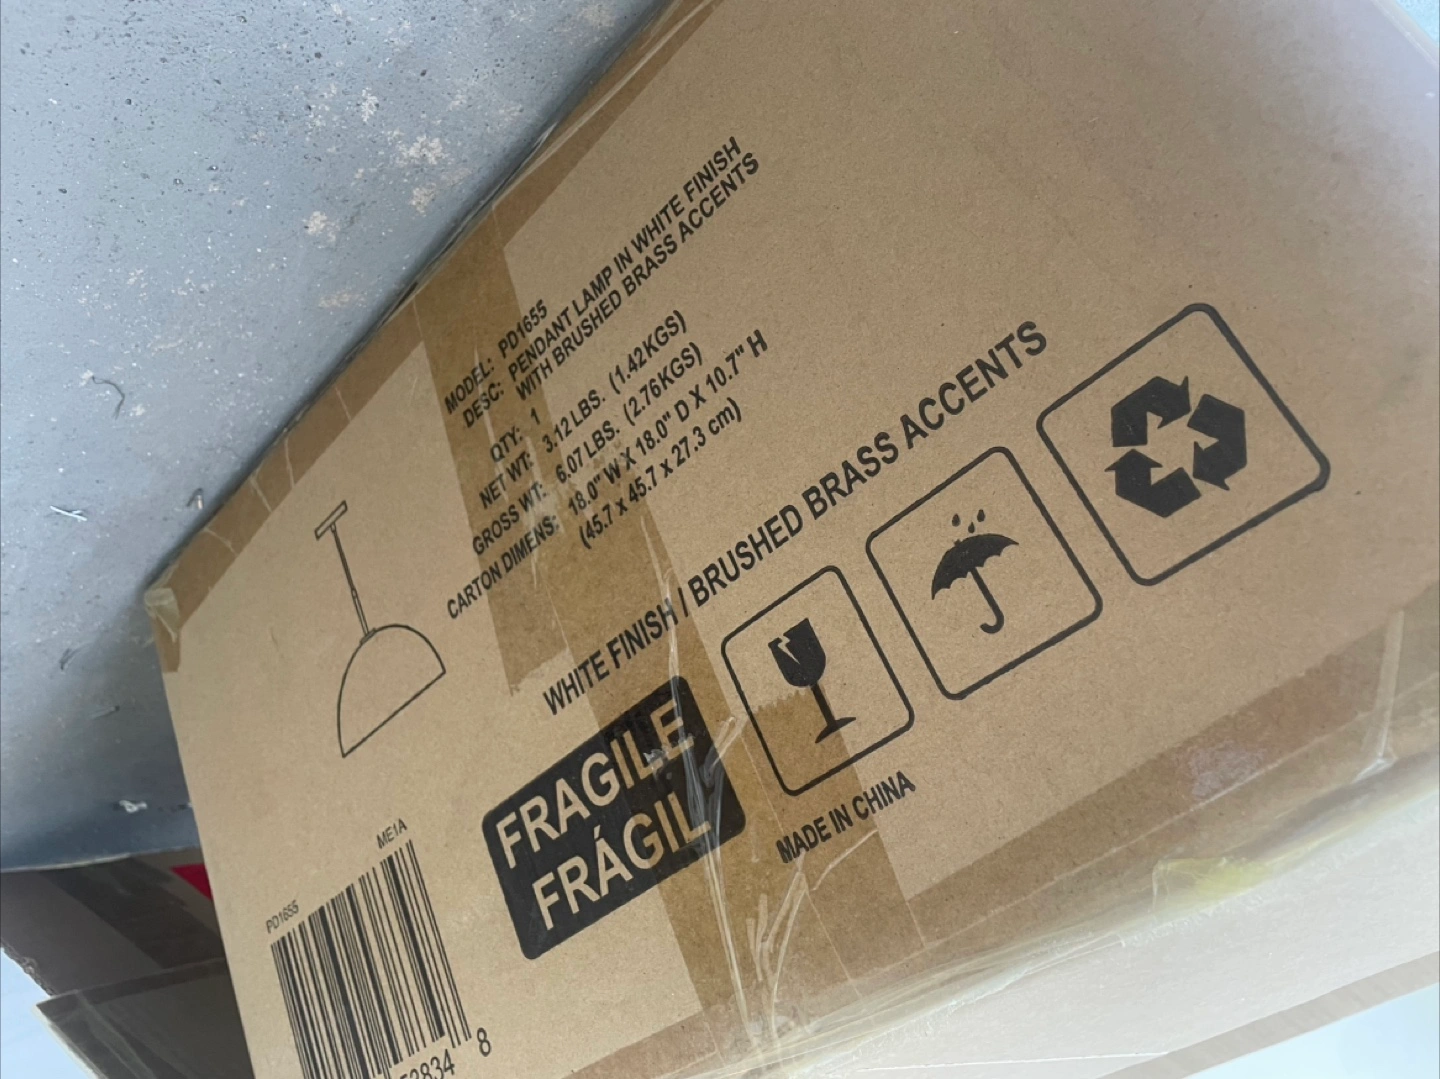 MODEL: PD1655
DESC: PENDANT LAMP IN WHITE FINISH
WITH BRUSHED BRASS ACCENTS
QTY: 1
NET WT: 3.12 LBS. (1.42KGS)
GROSS WT: 6.07 LBS. (2.76KGS)
CARTON DIMENS: 18.0" W X 18.0" D X 10.7" H
(45.7 x 45.7 x 27.3 cm)
WHITE FINISH / BRUSHED BRASS ACCENTS
FRAGILE
FRÁGIL
MADE IN CHINA
PD1655 ME1A
3834 8